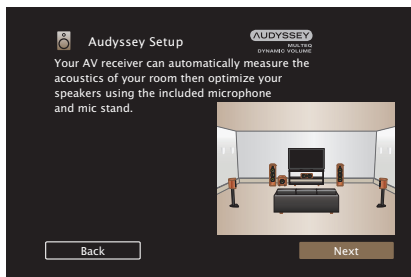 Audyssey Setup
AUDYSSEY
MULTEQ
DYNAMIC VOLUME
Your AV receiver can automatically measure the
acoustics of your room then optimize your
speakers using the included microphone
and mic stand.
Back
Next